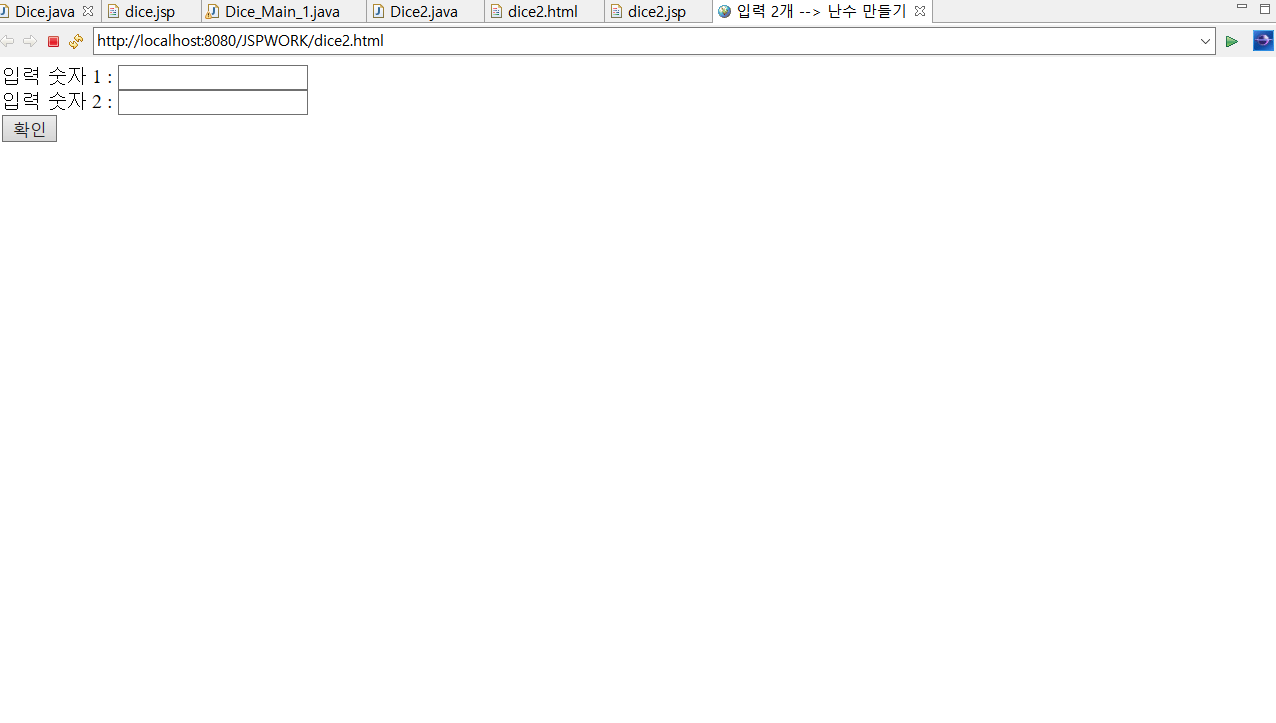 Dice.java dice.jsp Dice_Main_1.java Dice2.java dice2.html dice2.jsp 입력 2개 --> 난수 만들기
http://localhost:8080/JSPWORK/dice2.html
입력 숫자 1 :
입력 숫자 2 :
확인